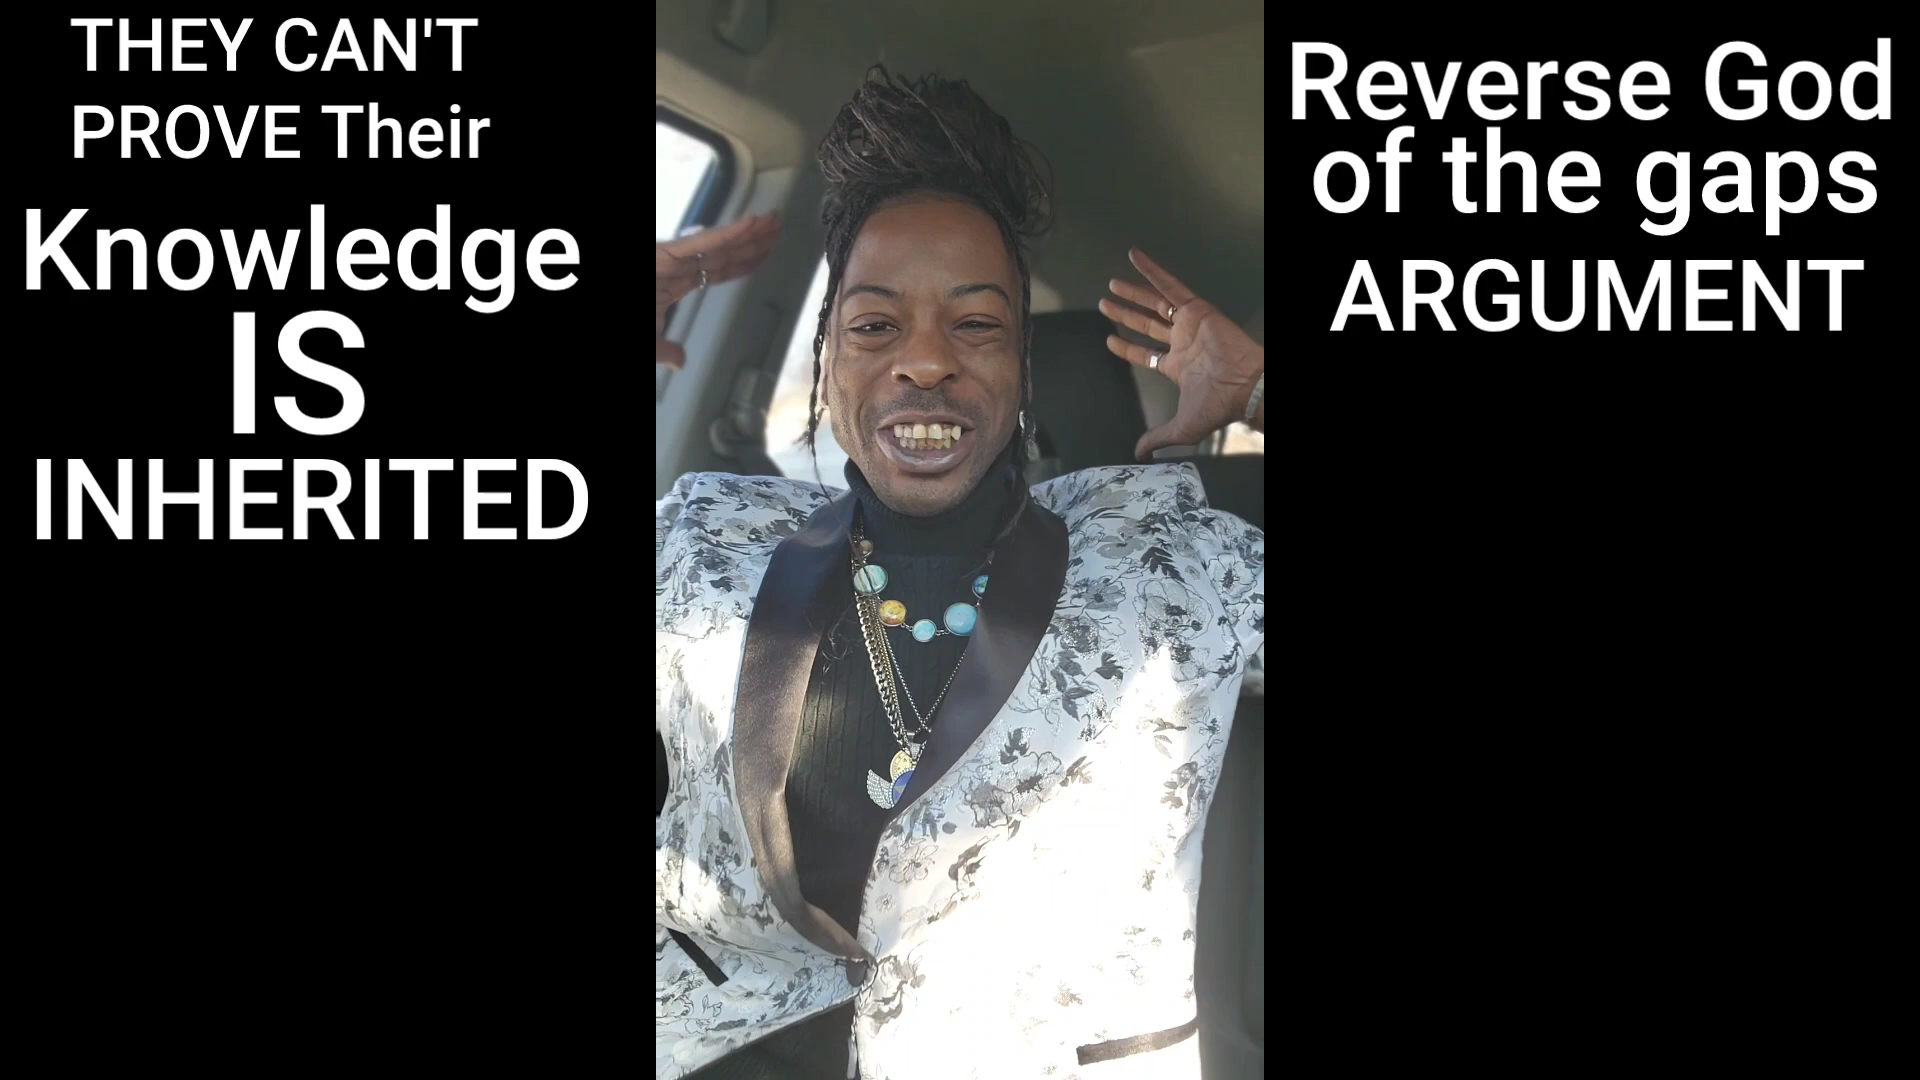 THEY CAN'T
PROVE Their
Knowledge
IS
INHERITED
Reverse God
of the gaps
ARGUMENT